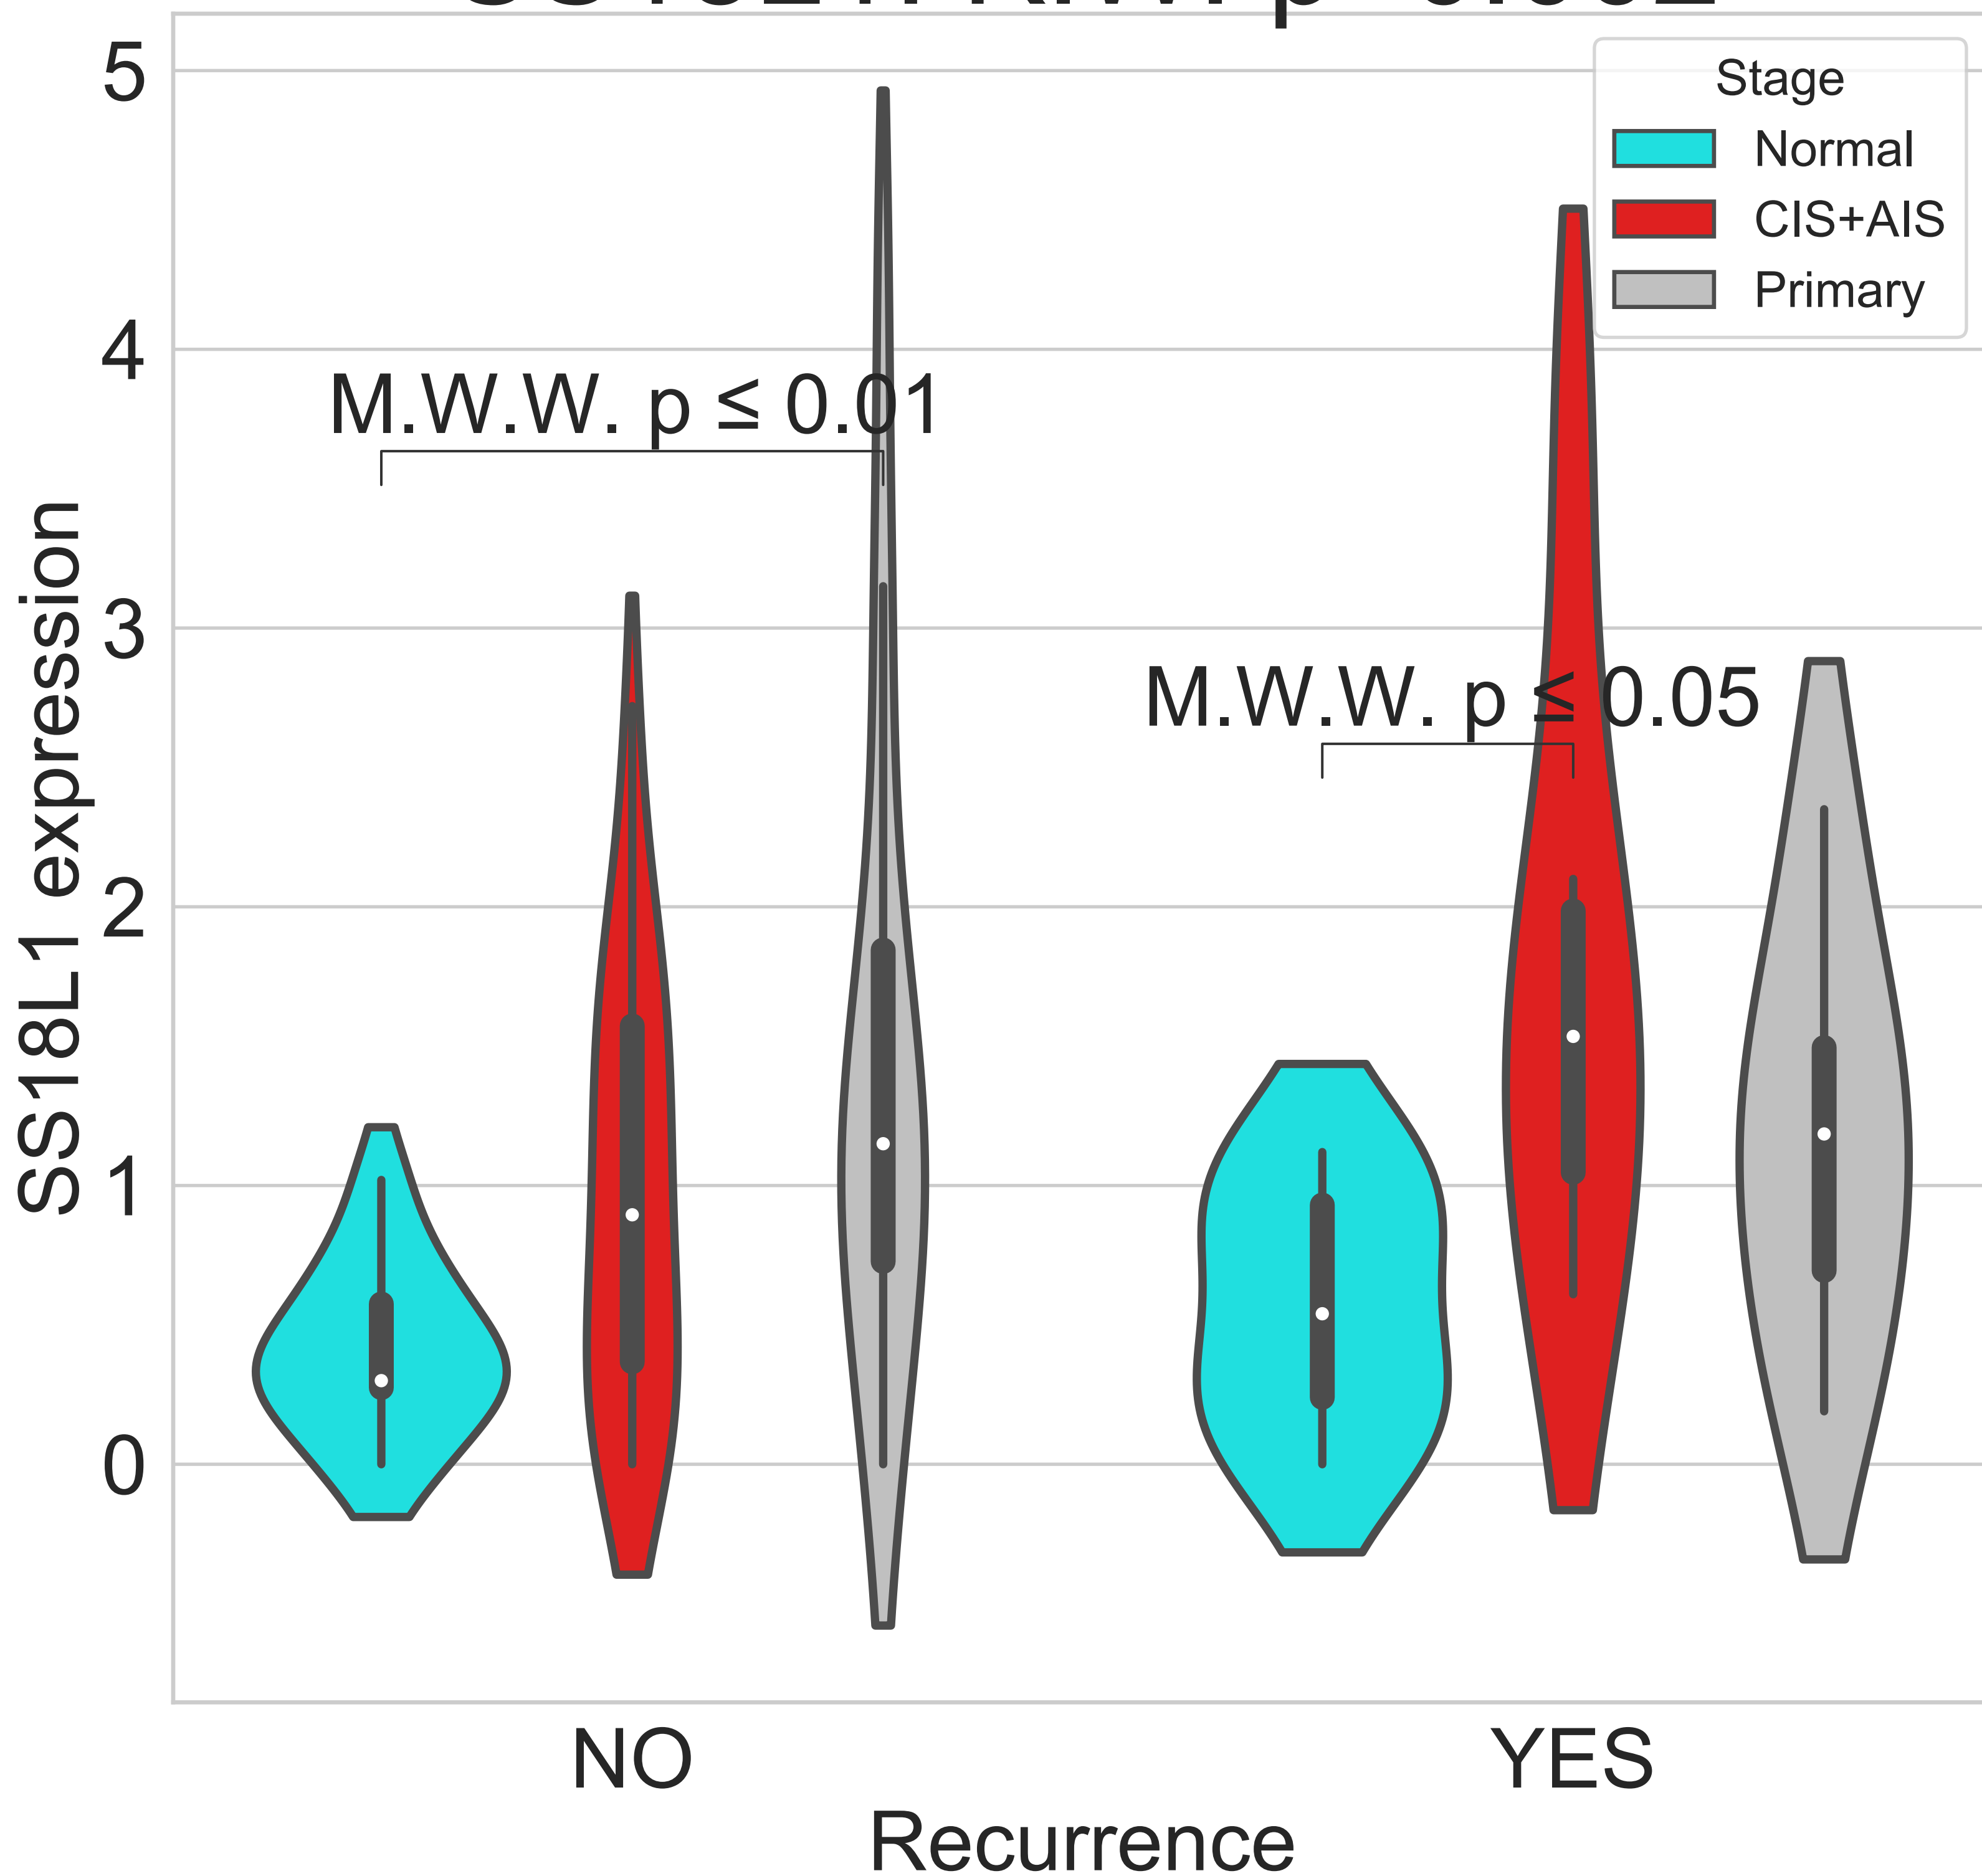 5
Stage
Normal
CIS+AIS
Primary
4
M.W.W. p ≤ 0.01
3
M.W.W. p ≤ 0.05
2
1
0
SS18L1 expression
NO
YES
Recurrence